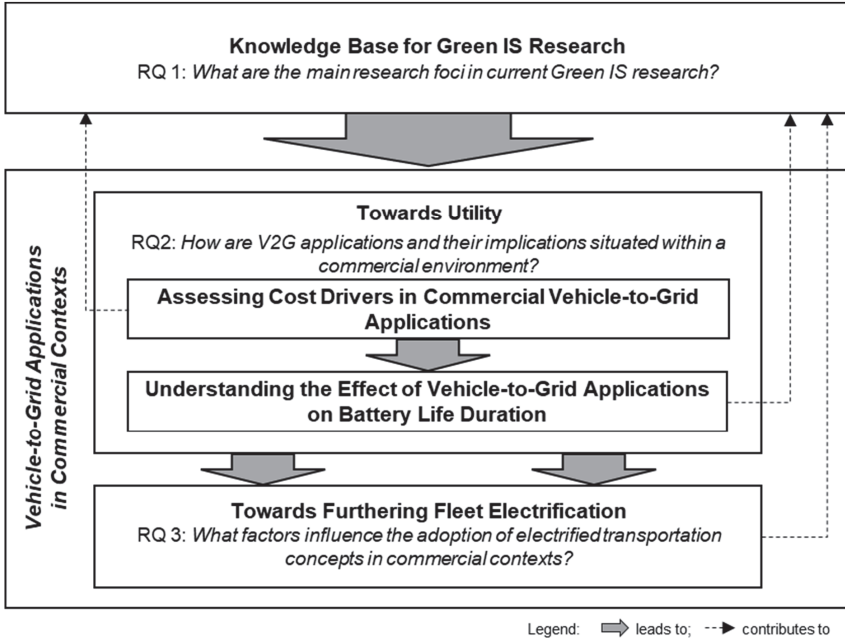 Knowledge Base for Green IS Research
RQ 1: What are the main research foci in current Green IS research?
Vehicle-to-Grid Applications
in Commercial Contexts
Towards Utility
RQ2: How are V2G applications and their implications situated within a
commercial environment?
Assessing Cost Drivers in Commercial Vehicle-to-Grid
Applications
Understanding the Effect of Vehicle-to-Grid Applications
on Battery Life Duration
Towards Furthering Fleet Electrification
RQ 3: What factors influence the adoption of electrified transportation
concepts in commercial contexts?
Legend: leads to; contributes to